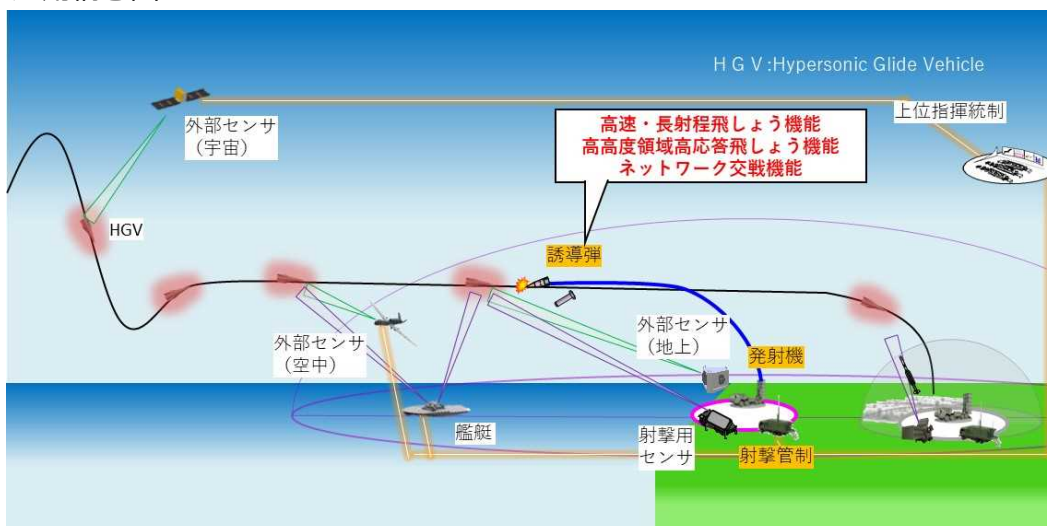 H G V :Hypersonic Glide Vehicle
外部センサ
（宇宙）
上位指揮統制
高速・長射程飛しょう機能
高高度領域高応答飛しょう機能
ネットワーク交戦機能
HGV
誘導弾
外部センサ
（空中）
外部センサ
（地上）
発射機
艦艇
射撃用
センサ
射撃管制